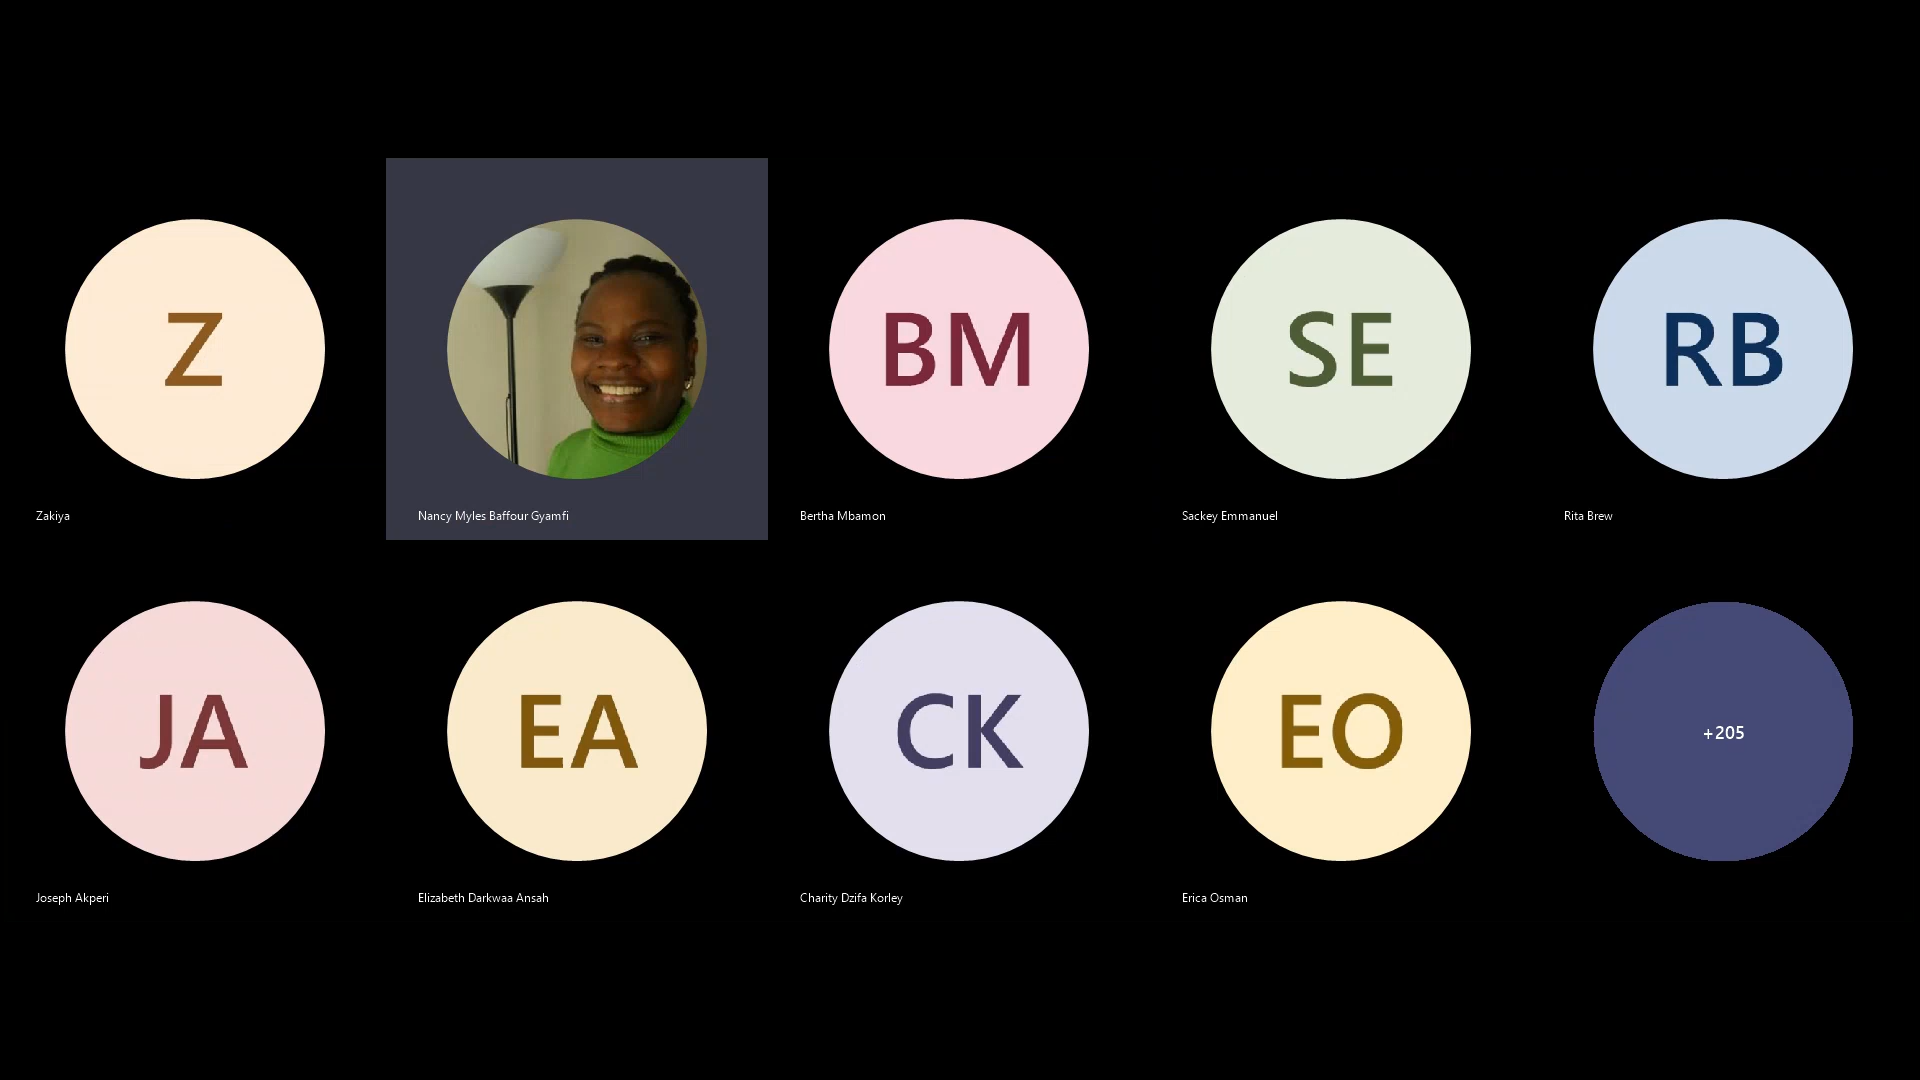 Z
BM
SE
RB
Zakiya
Nancy Myles Baffour Gyamfi
Bertha Mbamon
Sackey Emmanuel
Rita Brew
JA
EA
CK
EO
+205
Joseph Akperi
Elizabeth Darkwaa Ansah
Charity Dzifa Korley
Erica Osman